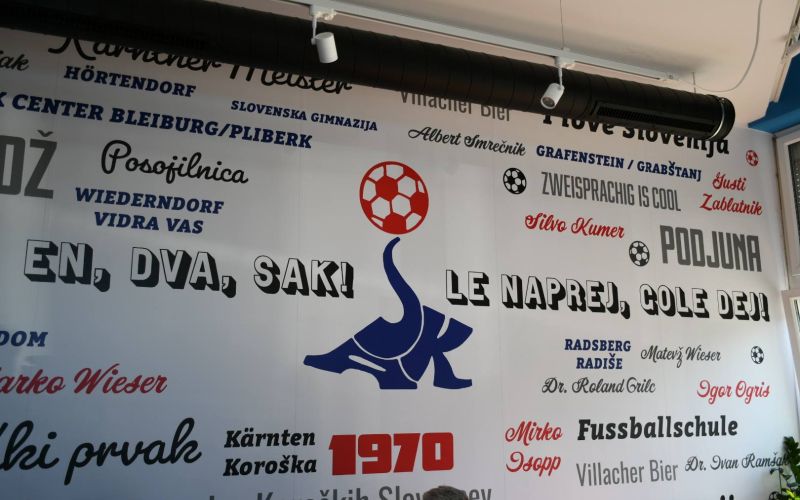 Kärntner Meister
HÖRTENDORF
SLOVENSKA GIMNAZIJA
Villacher Bier
I love Slovenija
K CENTER BLEIBURG/PLIBERK
Albert Smrečnik
GRAFENSTEIN / GRABŠTANJ
Posojilnica
ZWEISPRACHIG IS COOL
Gusti
Zablatnik
WIEDERNDORF
VIDRA VAS
Silvo Kumer
PODJUNA
EN, DVA, SAK!
LE NAPREJ, GOLE DEJ!
DOM
RADSBERG
RADIŠE
Matevž Wieser
Marko Wieser
Dr. Roland Grilc
Igor Ogris
prvak
Kärnten
Koroška
1970
Mirko
Isopp
Fussballschule
Villacher Bier
Dr. Ivan Ramšak
Koroških Slovencev